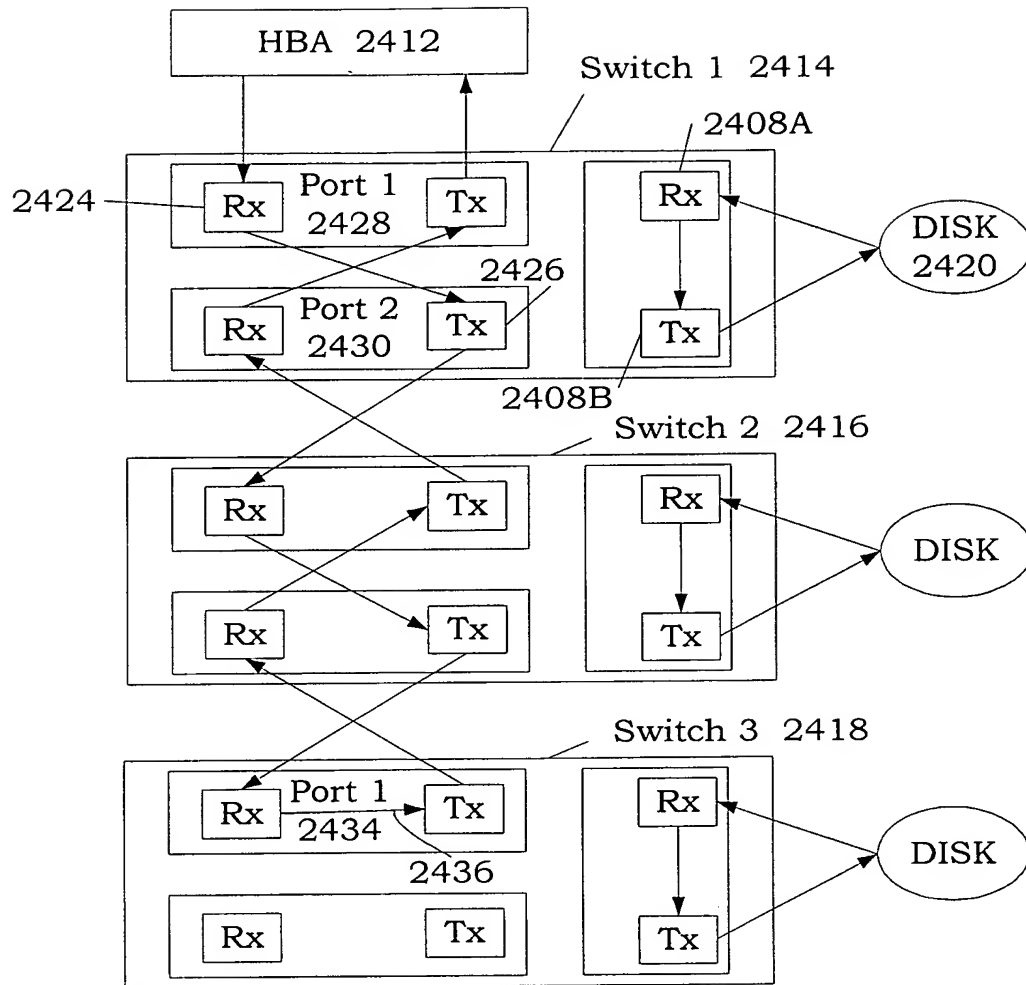 HBA 2412
Switch 1 2414
2408A
2424
Rx
Port 1
2428
Tx
Rx
DISK
2420
2426
Rx
Port 2
2430
Tx
Tx
2408B
Switch 2 2416
Rx
Tx
Rx
DISK
Rx
Tx
Tx
Switch 3 2418
Rx
Port 1
2434
Tx
Rx
2436
DISK
Rx
Tx
Tx